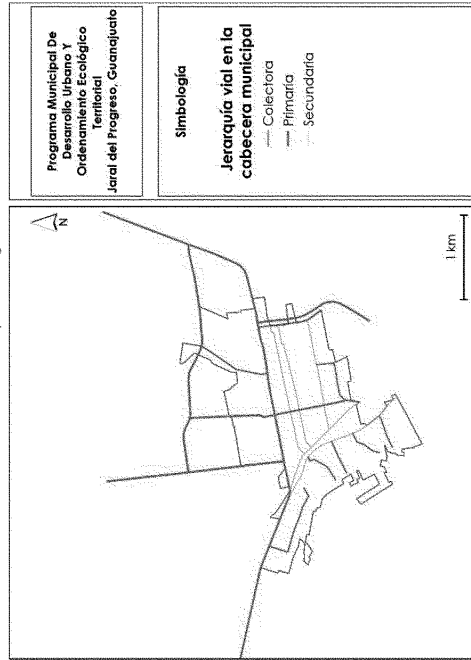 Programa Municipal De
Desarrollo Urbano Y
Ordenamiento Ecológico
Territorial
Jaral del Progreso, Guanajuato
Simbología
Jerarquía vial en la
cabecera municipal
Colectora
Primaria
Secundaria
N
1 km